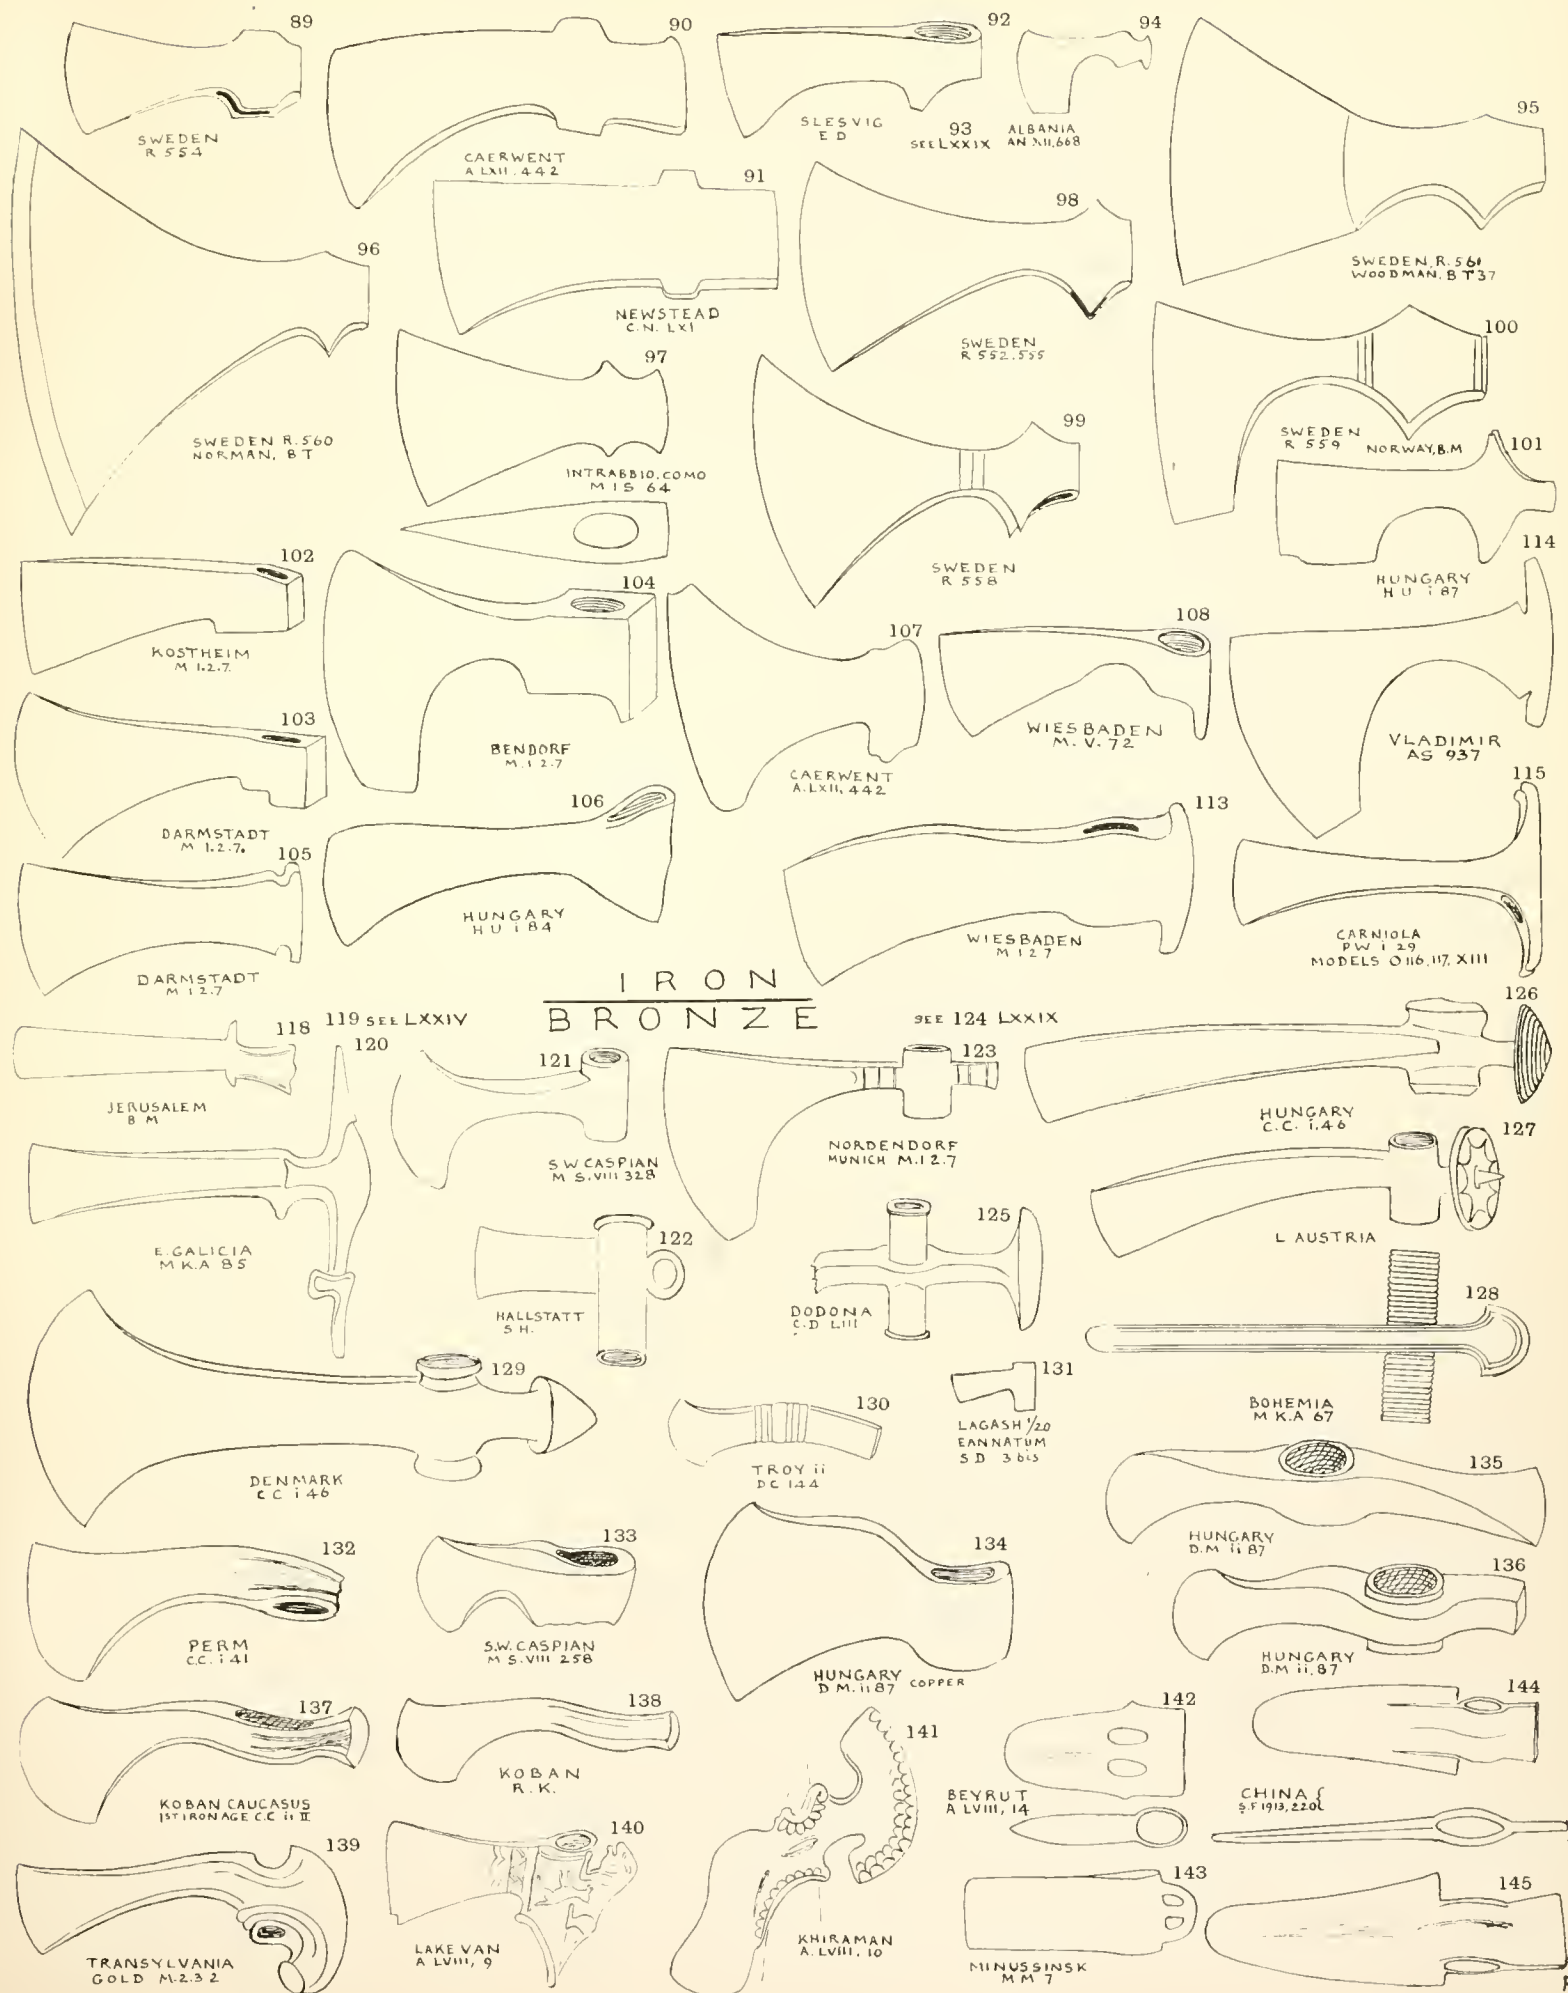 89
SWEDEN
R 554
90
CAERWENT
A LXII. 442
91
NEWSTEAD
C.N. LXI
92
SLESVIG
E D
93
SEE LXXIX
94
ALBANIA
AN XII, 668
95
SWEDEN, R. 561
WOODMAN, B T 37
96
SWEDEN R. 560
NORMAN, B T
97
INTRABBIO, COMO
M I S 64
98
SWEDEN
R 552. 555
99
SWEDEN
R 558
100
SWEDEN
R 559
NORWAY, B.M
101
HUNGARY
H U i 87
102
KOSTHEIM
M 1.2.7.
103
DARMSTADT
M 1.2.7.
104
BENDORF
M. 1 2.7
105
DARMSTADT
M 1 2.7
106
HUNGARY
H U i 84
107
CAERWENT
A. LXII, 442
108
WIESBADEN
M. V. 72
113
WIESBADEN
M 1 2 7
114
VLADIMIR
AS 937
115
CARNIOLA
PW i 29
MODELS O 116, 117, XIII
IRON
BRONZE
118
JERUSALEM
B M
119 SEE LXXIV
120
E. GALICIA
M K.A 85
121
S W CASPIAN
M S. VIII 328
122
HALLSTATT
S H.
123
NORDENDORF
MUNICH M. 1 2. 7
SEE 124 LXXIX
125
DODONA
C. D LIII
126
HUNGARY
C.C. i. 46
127
L AUSTRIA
128
BOHEMIA
M K.A 67
129
DENMARK
C C i 46
130
TROY ii
DC 144
131
LAGASH 1/20
EANNATUM
S D 3 bis
132
PERM
C.C. i 41
133
S.W. CASPIAN
M S. VIII 258
134
HUNGARY
D M. ii 87 COPPER
135
HUNGARY
D. M ii 87
136
HUNGARY
D.M ii, 87
137
KOBAN CAUCASUS
1ST IRON AGE C.C ii II
138
KOBAN
R. K.
139
TRANSYLVANIA
GOLD M. 2. 3 2
140
LAKE VAN
A LVIII, 9
141
KHIRAMAN
A. LVIII. 10
142
BEYRUT
A LVIII, 14
143
MINUSSINSK
M M 7
144
CHINA {
S.F 1913, 220
145